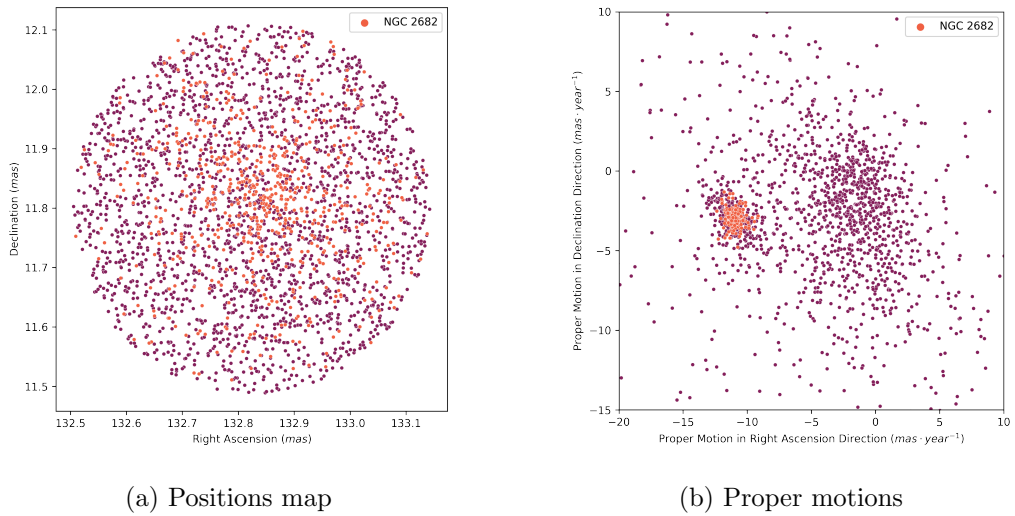 NGC 2682
12.1
12.0
11.9
11.8
11.7
11.6
11.5
Declination (mas)
132.5 132.6 132.7 132.8 132.9 133.0 133.1
Right Ascension (mas)
(a) Positions map
NGC 2682
10
5
0
−5
−10
−15
Proper Motion in Declination Direction (mas · year⁻¹)
−20 −15 −10 −5 0 5 10
Proper Motion in Right Ascension Direction (mas · year⁻¹)
(b) Proper motions